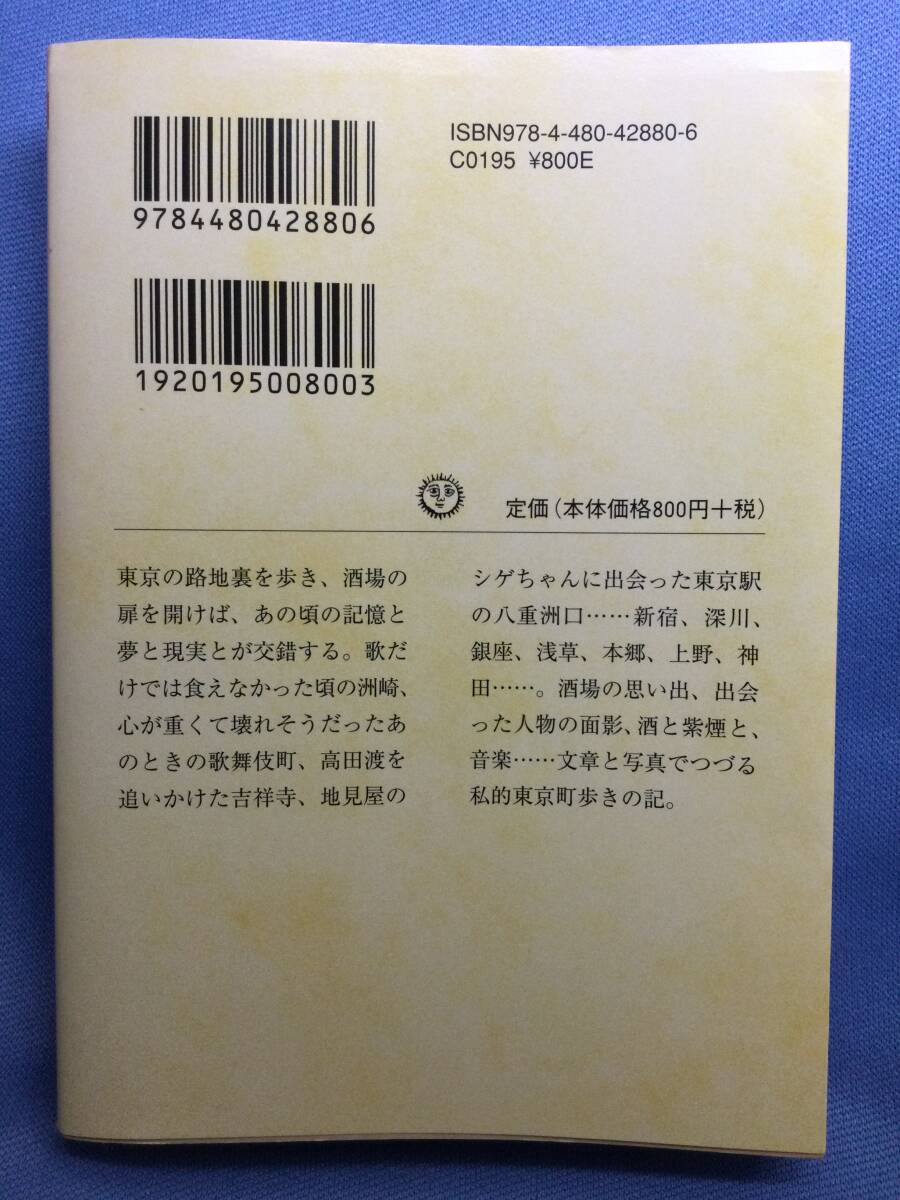 ISBN978-4-480-42880-6
C0195 ¥800E
9784480428806
1920195008003
定価（本体価格800円＋税）
東京の路地裏を歩き、酒場の
扉を開けば、あの頃の記憶と
夢と現実とが交錯する。歌だ
けでは食えなかった頃の洲崎、
心が重くて壊れそうだったあ
のときの歌舞伎町、高田渡を
追いかけた吉祥寺、地見屋の
シゲちゃんに出会った東京駅
の八重洲口……新宿、深川、
銀座、浅草、本郷、上野、神
田……。酒場の思い出、出会
った人物の面影、酒と紫煙と、
音楽……文章と写真でつづる
私的東京町歩きの記。